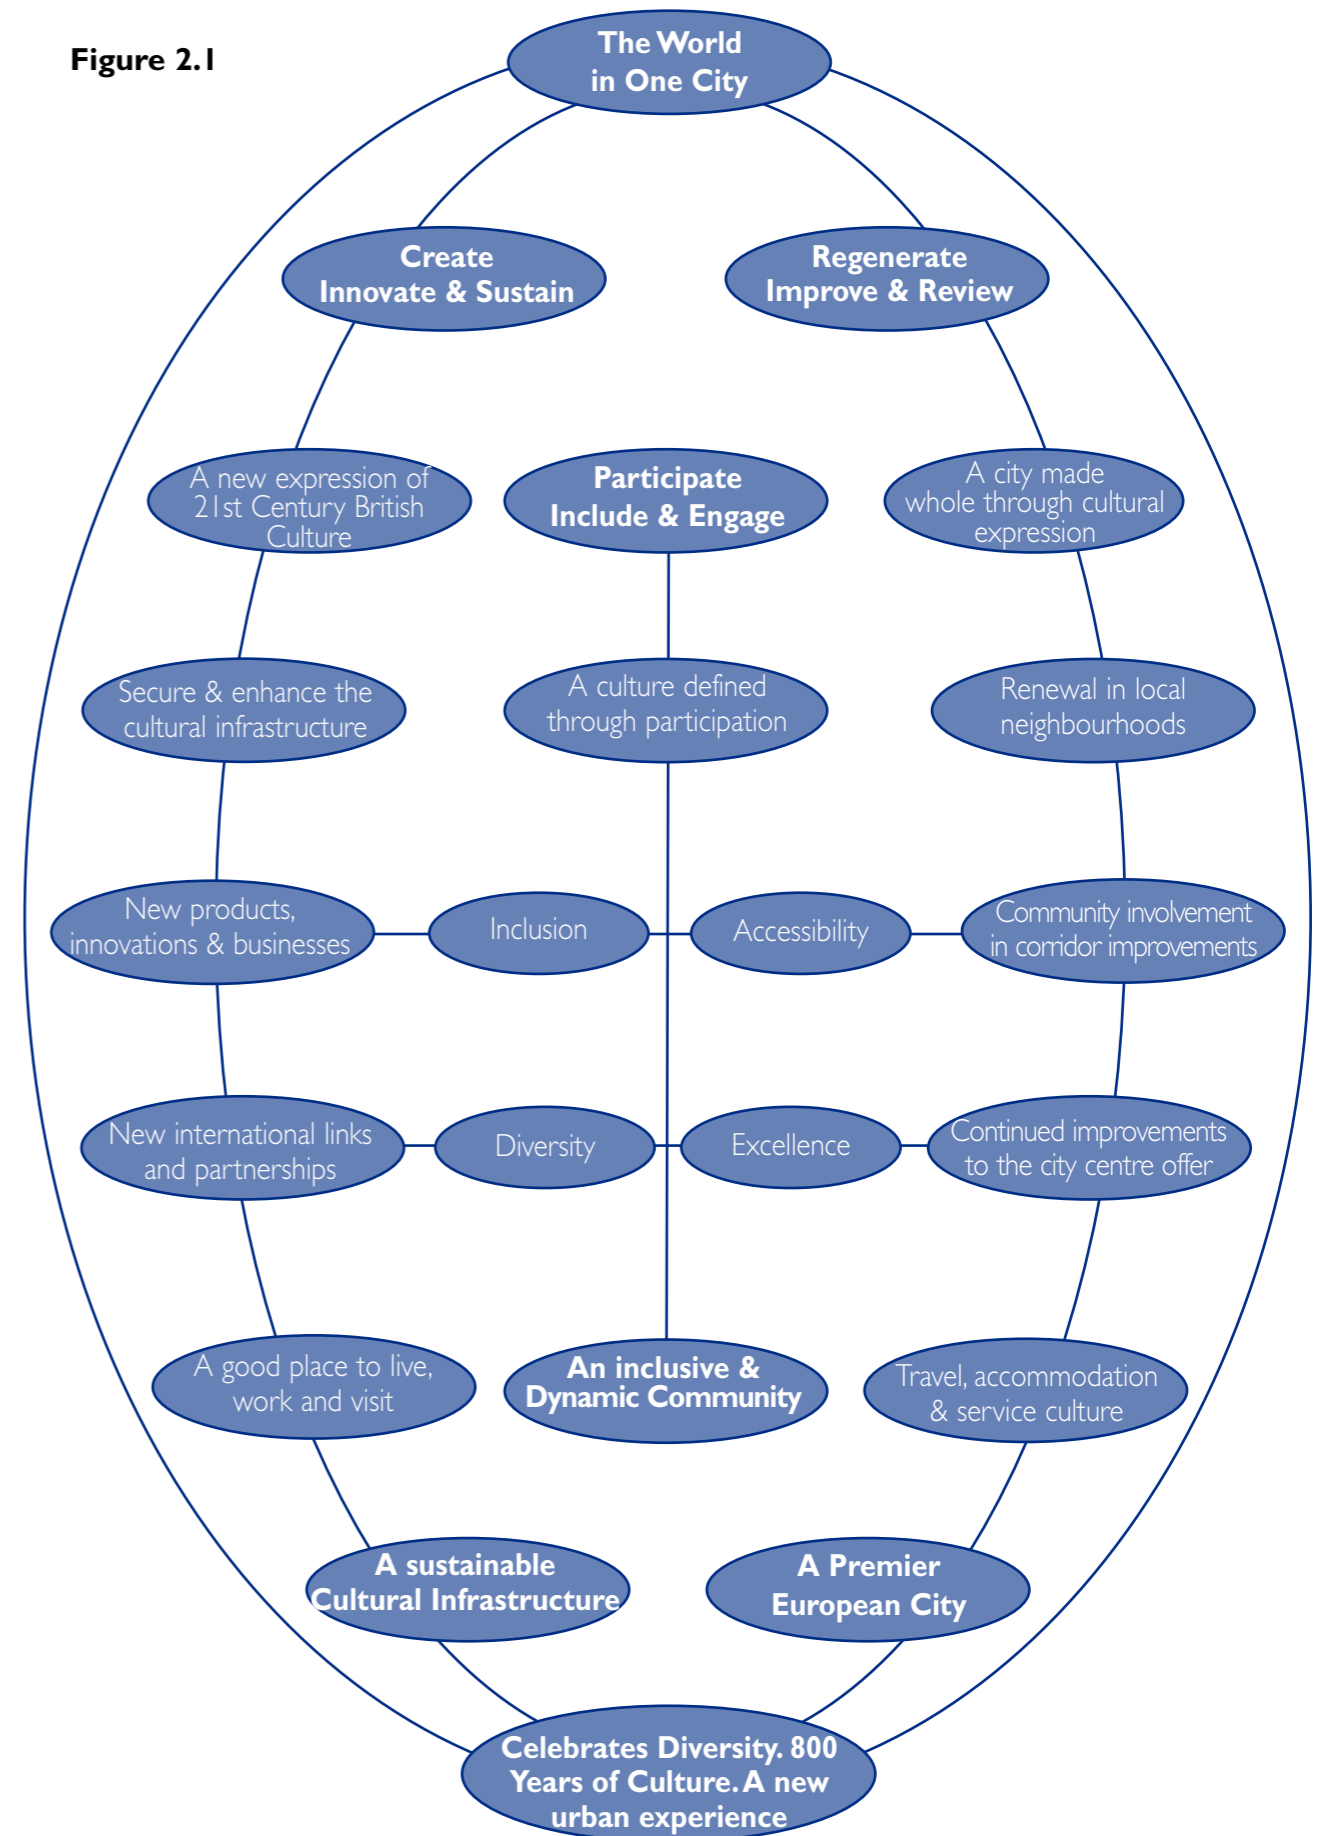 Figure 2.1
The World
in One City
Create
Innovate & Sustain
Regenerate
Improve & Review
A new expression of
21st Century British
Culture
Participate
Include & Engage
A city made
whole through cultural
expression
Secure & enhance the
cultural infrastructure
A culture defined
through participation
Renewal in local
neighbourhoods
New products,
innovations & businesses
Inclusion
Accessibility
Community involvement
in corridor improvements
New international links
and partnerships
Diversity
Excellence
Continued improvements
to the city centre offer
A good place to live,
work and visit
An inclusive &
Dynamic Community
Travel, accommodation
& service culture
A sustainable
Cultural Infrastructure
A Premier
European City
Celebrates Diversity. 800
Years of Culture. A new
urban experience